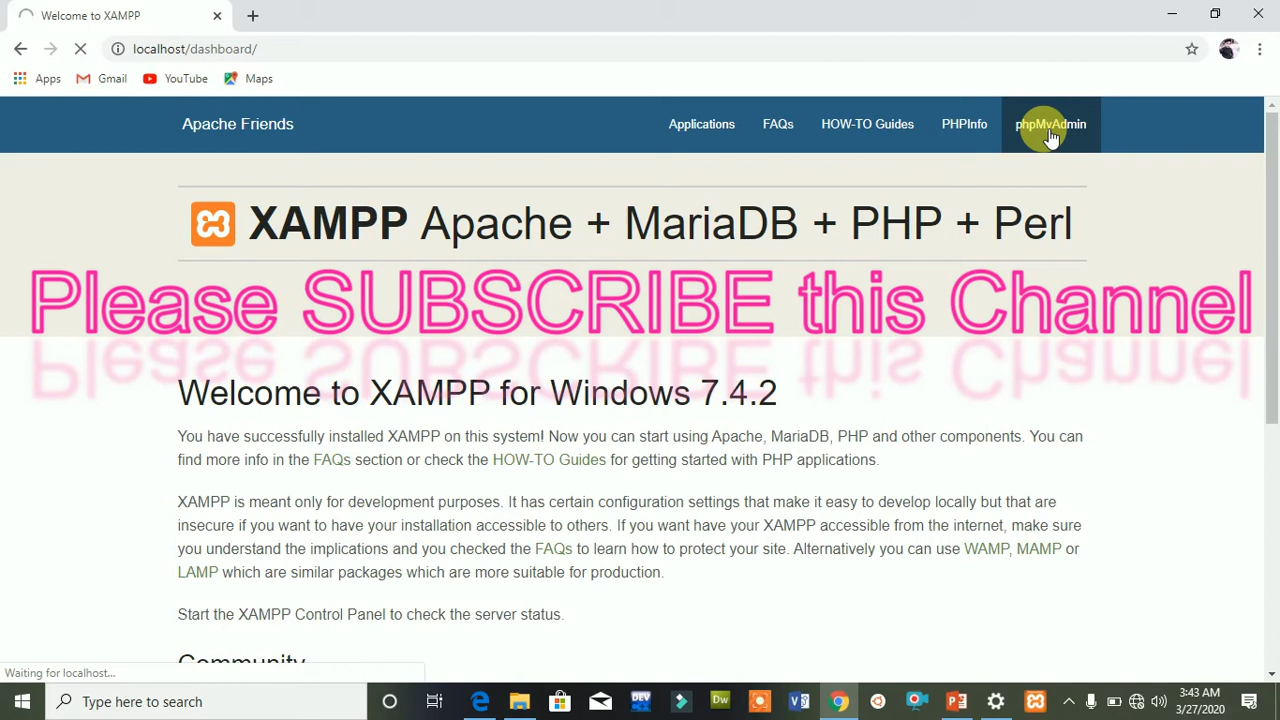 Welcome to XAMPP
localhost/dashboard/
Apps Gmail YouTube Maps
Apache Friends Applications FAQs HOW-TO Guides PHPInfo phpMyAdmin
XAMPP Apache + MariaDB + PHP + Perl
Please SUBSCRIBE this Channel
Welcome to XAMPP for Windows 7.4.2
You have successfully installed XAMPP on this system! Now you can start using Apache, MariaDB, PHP and other components. You can
find more info in the FAQs section or check the HOW-TO Guides for getting started with PHP applications.
XAMPP is meant only for development purposes. It has certain configuration settings that make it easy to develop locally but that are
insecure if you want to have your installation accessible to others. If you want have your XAMPP accessible from the internet, make sure
you understand the implications and you checked the FAQs to learn how to protect your site. Alternatively you can use WAMP, MAMP or
LAMP which are similar packages which are more suitable for production.
Start the XAMPP Control Panel to check the server status.
Community
Waiting for localhost...
Type here to search
DEV
Dw
3:43 AM
3/27/2020